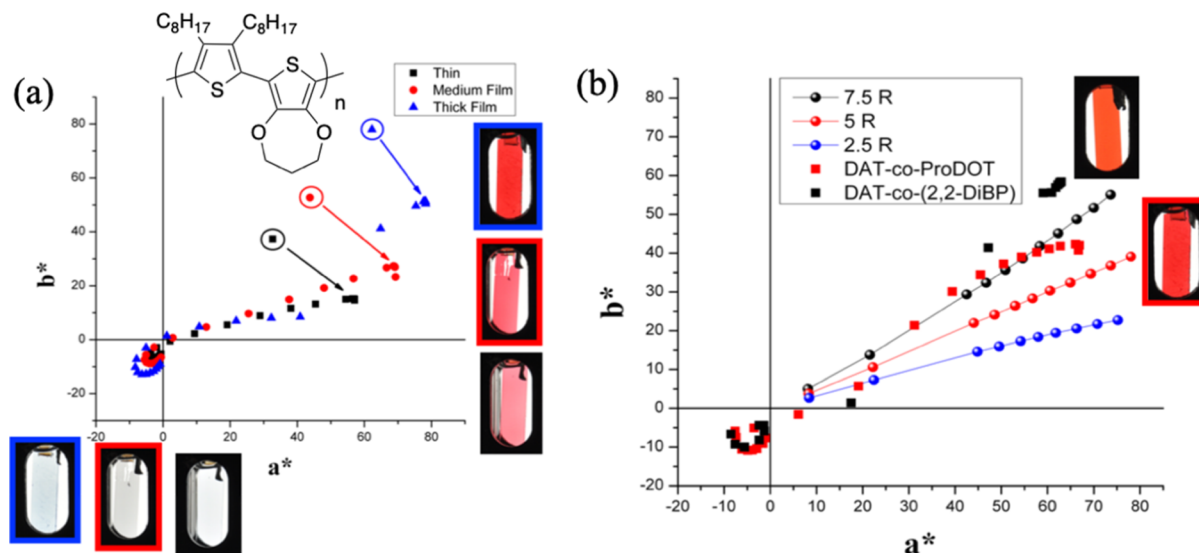 C8H17
C8H17
S
S
n
O
O
(a)
Thin
Medium Film
Thick Film
80
60
40
20
0
-20
-20
0
20
40
60
80
b*
a*
(b)
7.5 R
5 R
2.5 R
DAT-co-ProDOT
DAT-co-(2,2-DiBP)
80
70
60
50
40
30
20
10
0
-10
-20
-20
-10
0
10
20
30
40
50
60
70
80
b*
a*